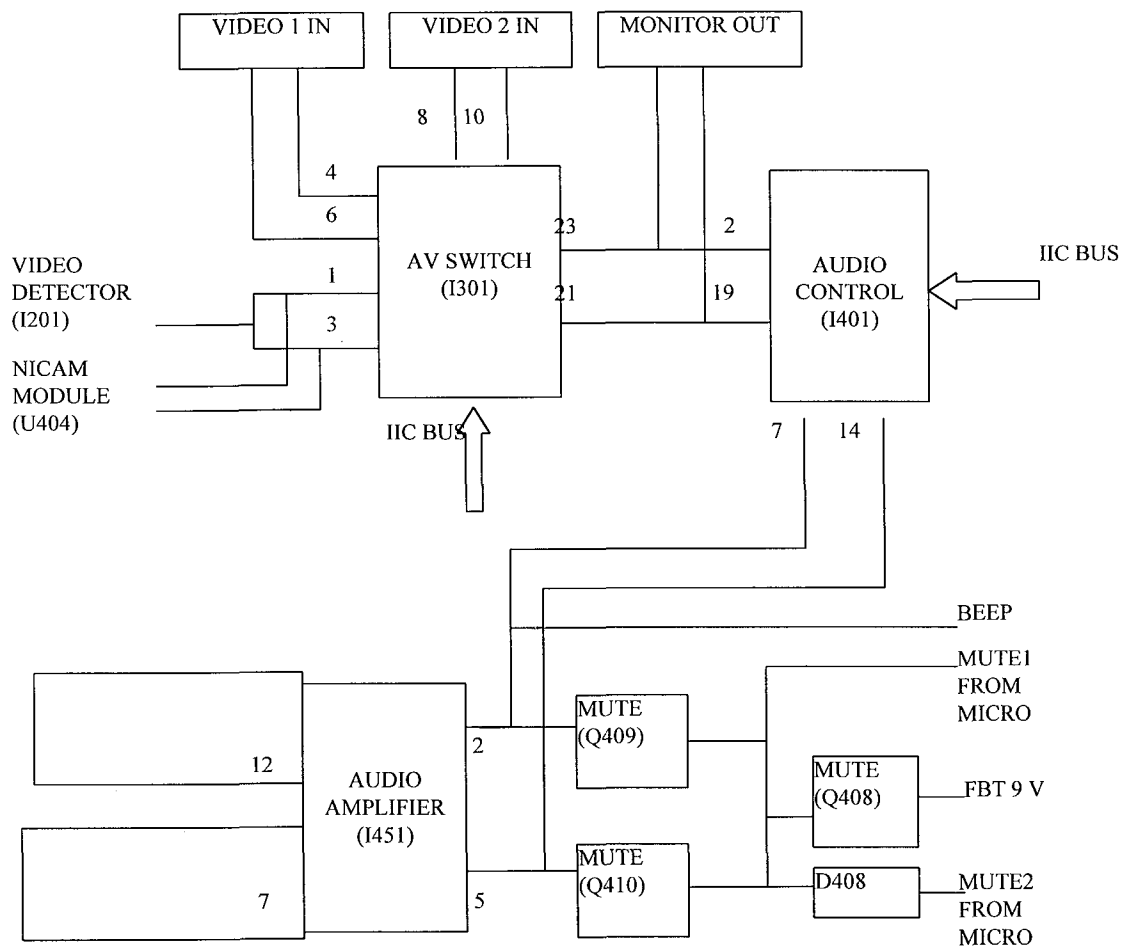 VIDEO 1 IN
VIDEO 2 IN
MONITOR OUT
8
10
4
6
23
2
VIDEO
DETECTOR
(I201)
1
AV SWITCH
(I301)
21
19
AUDIO
CONTROL
(I401)
IIC BUS
3
NICAM
MODULE
(U404)
IIC BUS
7
14
BEEP
MUTE1
FROM
MICRO
MUTE
(Q409)
2
12
AUDIO
AMPLIFIER
(I451)
MUTE
(Q408)
FBT 9 V
MUTE
(Q410)
7
5
D408
MUTE2
FROM
MICRO